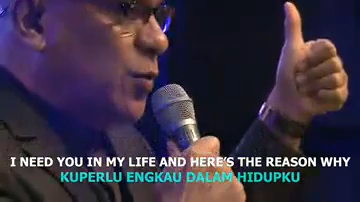 I NEED YOU IN MY LIFE AND HERE'S THE REASON WHY
KUPERLU ENGKAU DALAM HIDUPKU